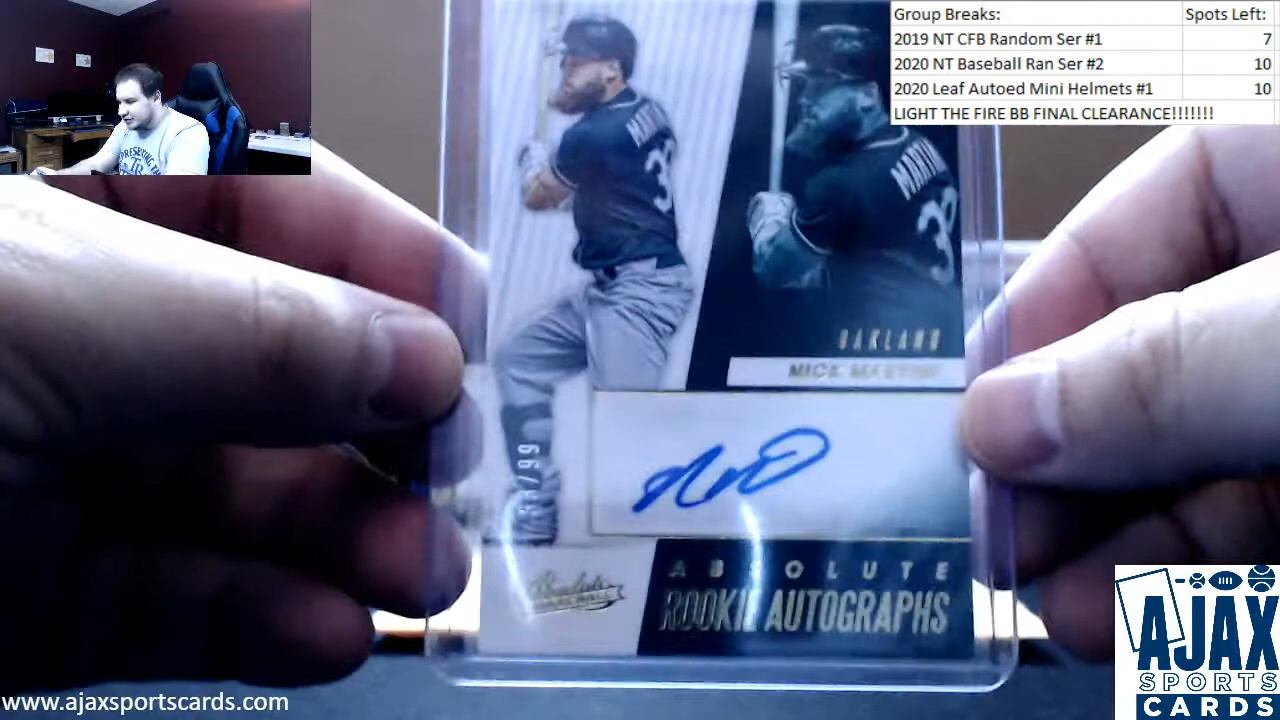 Group Breaks: Spots Left:
2019 NT CFB Random Ser #1 7
2020 NT Baseball Ran Ser #2 10
2020 Leaf Autoed Mini Helmets #1 10
LIGHT THE FIRE BB FINAL CLEARANCE!!!!!!!
OAKLAND
NICK MARTINI
/99
ABSOLUTE
ROOKIE AUTOGRAPHS
www.ajaxsportscards.com
AJAX
SPORTS
CARDS